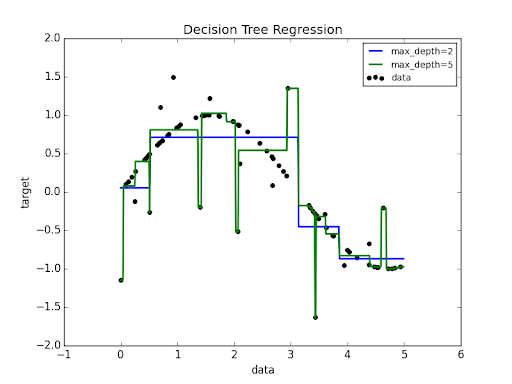 Decision Tree Regression
max_depth=2
max_depth=5
data
target
2.0
1.5
1.0
0.5
0.0
−0.5
−1.0
−1.5
−2.0
−1 0 1 2 3 4 5 6
data